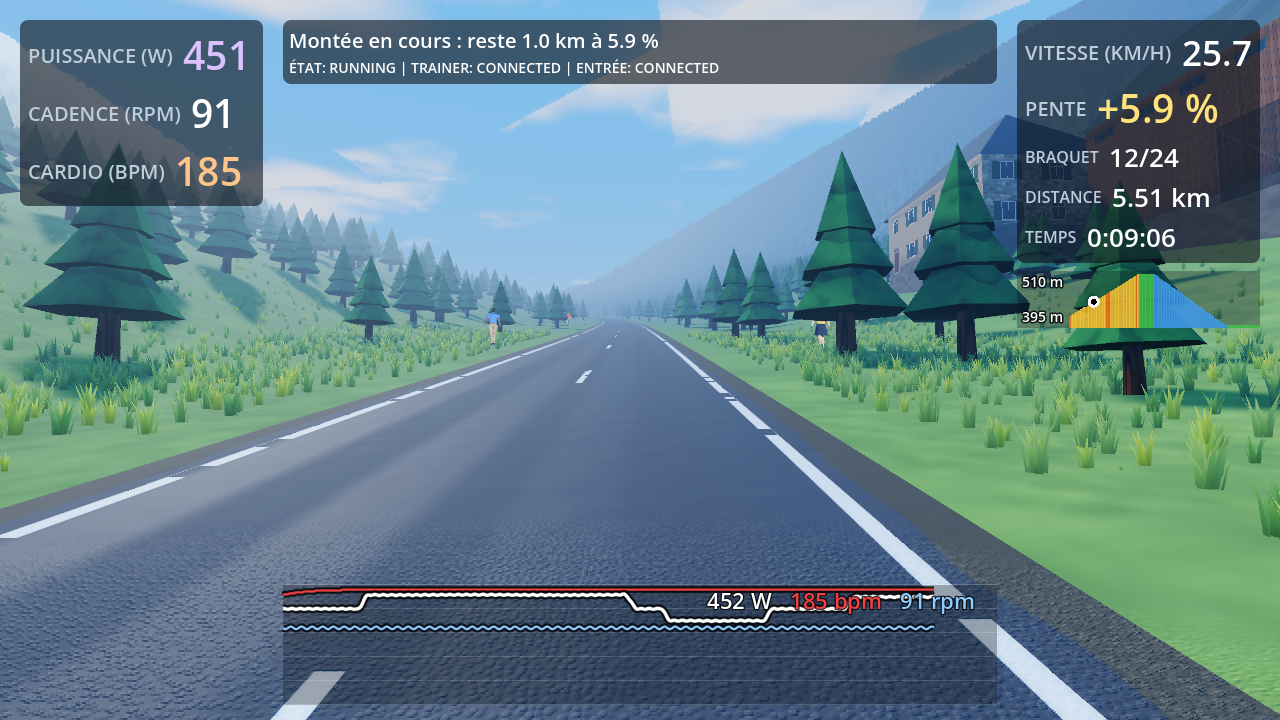 PUISSANCE (W) 451
CADENCE (RPM) 91
CARDIO (BPM) 185
Montée en cours : reste 1.0 km à 5.9 %
ÉTAT: RUNNING | TRAINER: CONNECTED | ENTRÉE: CONNECTED
VITESSE (KM/H) 25.7
PENTE +5.9 %
BRAQUET 12/24
DISTANCE 5.51 km
TEMPS 0:09:06
510 m
395 m
452 W 185 bpm 91 rpm